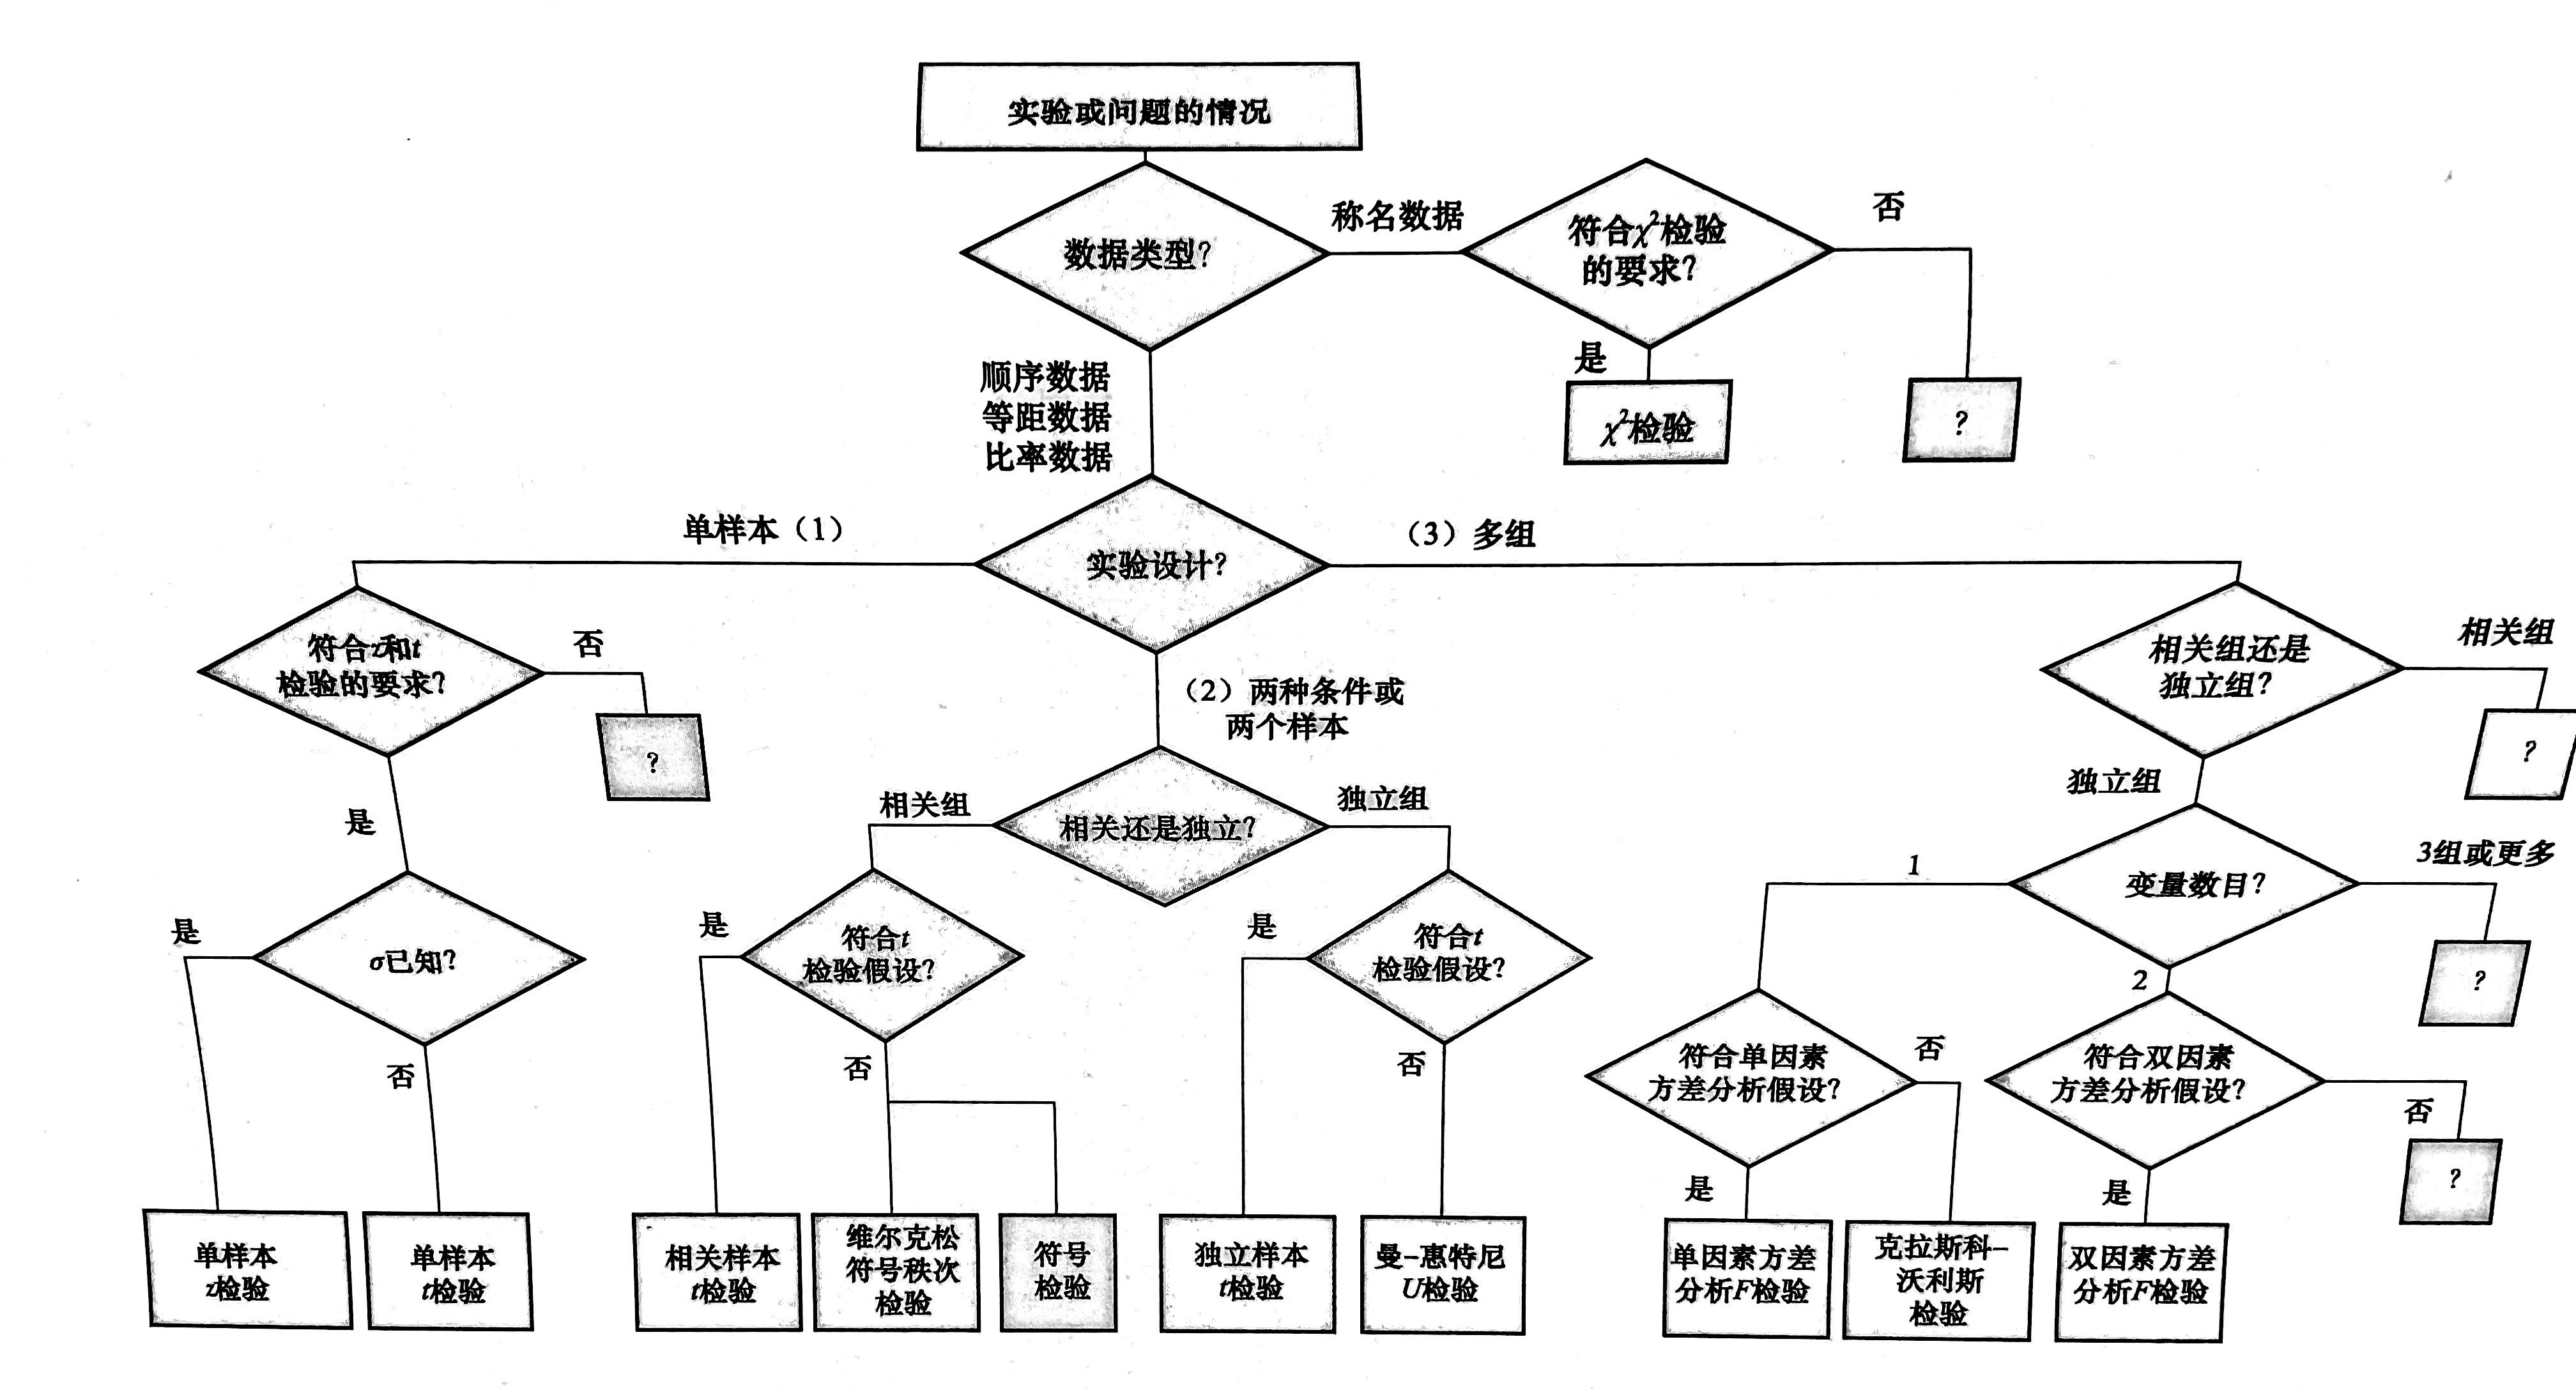 实验或问题的情况
数据类型?
称名数据
符合χ²检验
的要求?
否
是
χ²检验
?
顺序数据
等距数据
比率数据
实验设计?
单样本（1）
（3）多组
符合z和t
检验的要求?
否
?
是
σ已知?
是
否
（2）两种条件或
两个样本
相关还是独立?
相关组
独立组
符合t
检验假设?
是
否
符合t
检验假设?
是
否
相关组还是
独立组?
相关组
?
独立组
变量数目?
1
3组或更多
?
2
符合单因素
方差分析假设?
否
是
符合双因素
方差分析假设?
否
?
是
单样本
z检验
单样本
t检验
相关样本
t检验
维尔克松
符号秩次
检验
符号
检验
独立样本
t检验
曼-惠特尼
U检验
单因素方差
分析F检验
克拉斯科-
沃利斯
检验
双因素方差
分析F检验